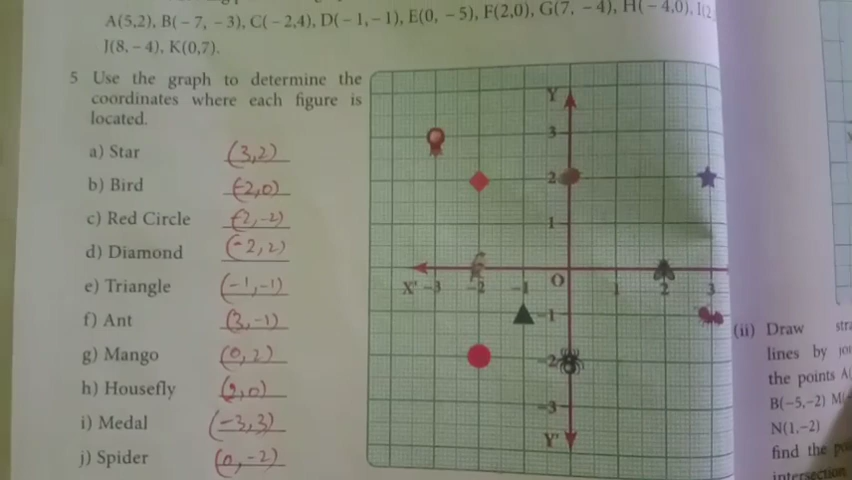 A(5,2), B(- 7, - 3), C(- 2,4), D(- 1,- 1), E(0, - 5), F(2,0), G(7, - 4), H(- 4,0), I(2,
J(8, - 4), K(0,7).
5 Use the graph to determine the
coordinates where each figure is
located.
a) Star (3,2)
b) Bird (-2,0)
c) Red Circle (-2,-2)
d) Diamond (-2,2)
e) Triangle (-1,-1)
f) Ant (3,-1)
g) Mango (0,2)
h) Housefly (2,0)
i) Medal (-3,3)
j) Spider (0,-2)
Y
3
2
1
X' -3 -2 -1 O 1 2 3
-1
-2
-3
Y'
(ii) Draw
lines by
the points
B(-5,-2)
N(1,-2)
find the
intersection